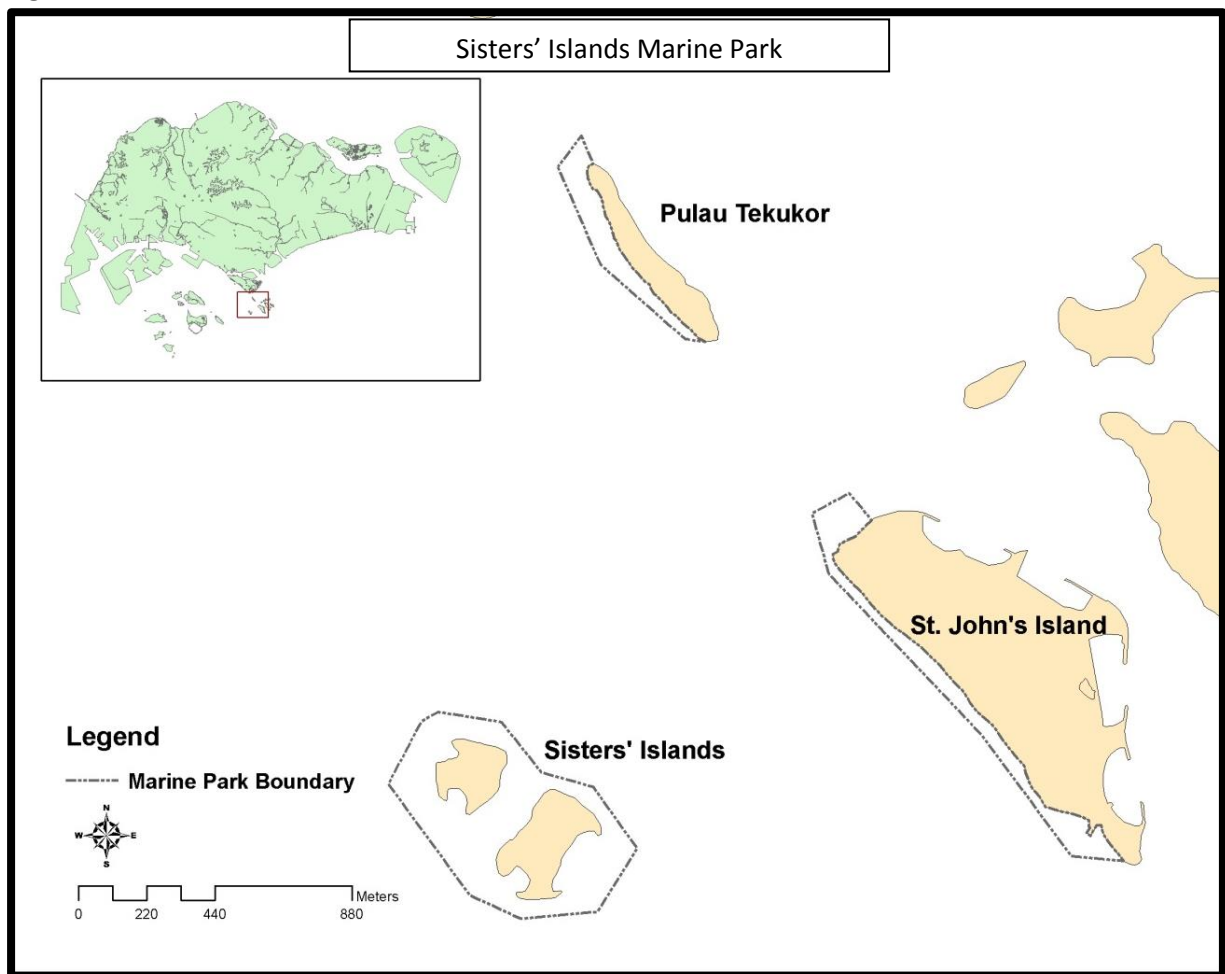 Sisters’ Islands Marine Park
Pulau Tekukor
St. John's Island
Sisters' Islands
Legend
Marine Park Boundary
N
W E
S
Meters
0 220 440 880